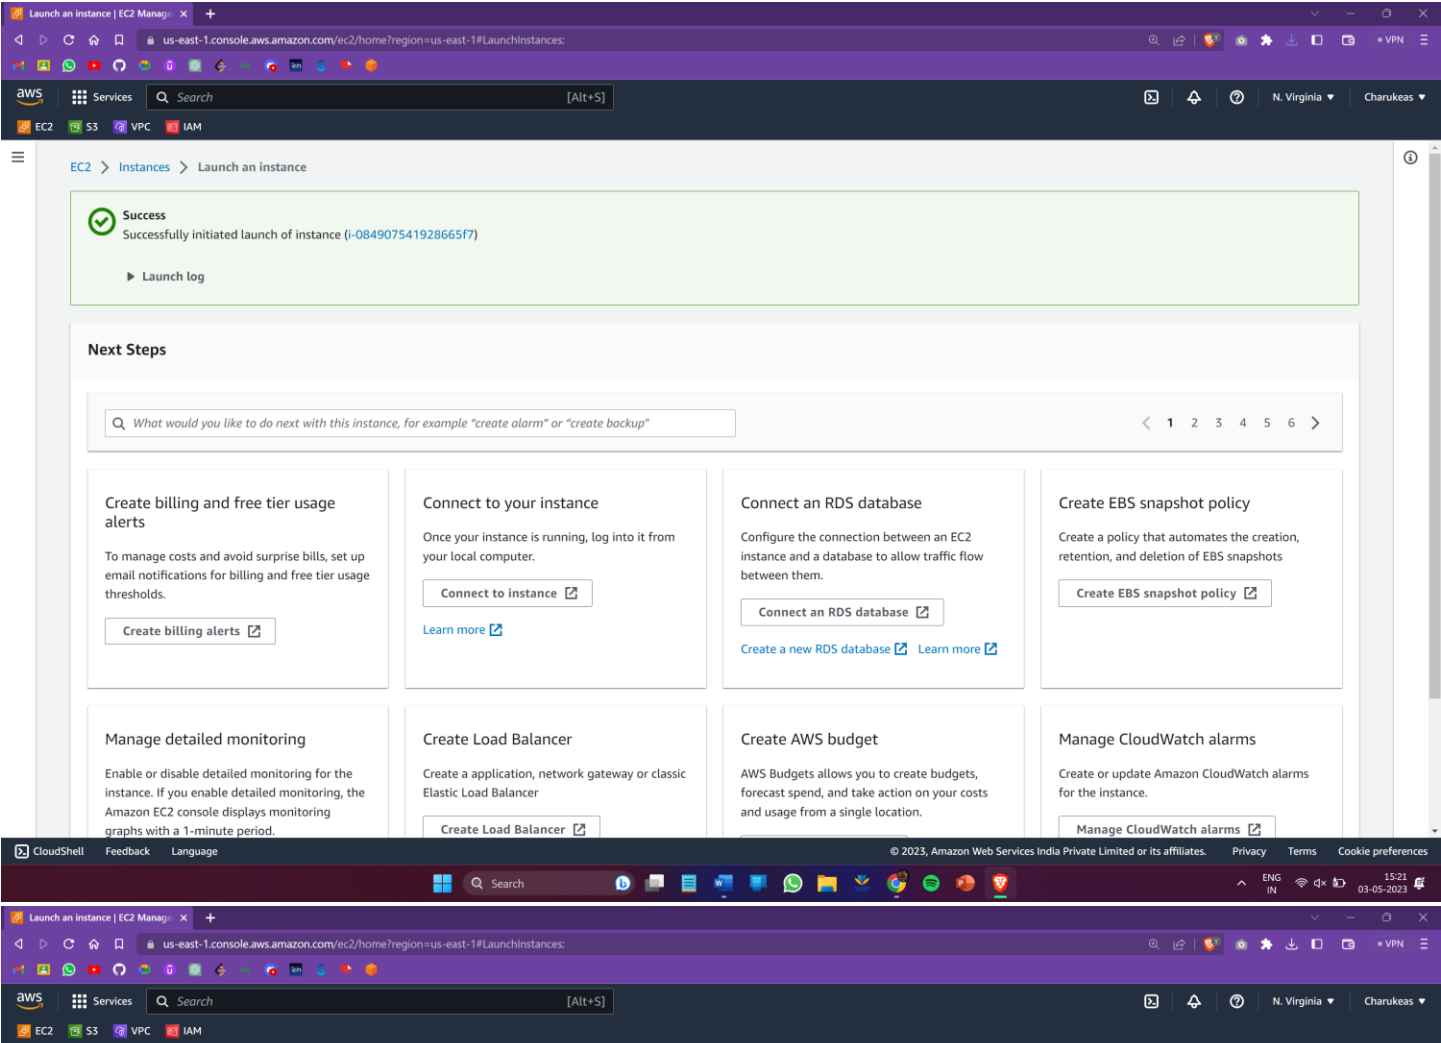 Launch an instance | EC2 Manage
us-east-1.console.aws.amazon.com/ec2/home?region=us-east-1#LaunchInstances:
VPN
aws
Services
Search
[Alt+S]
N. Virginia
Charukeas
EC2
S3
VPC
IAM
EC2 > Instances > Launch an instance
Success
Successfully initiated launch of instance (i-084907541928665f7)
Launch log
Next Steps
What would you like to do next with this instance, for example "create alarm" or "create backup"
1 2 3 4 5 6
Create billing and free tier usage
alerts
To manage costs and avoid surprise bills, set up
email notifications for billing and free tier usage
thresholds.
Create billing alerts
Connect to your instance
Once your instance is running, log into it from
your local computer.
Connect to instance
Learn more
Connect an RDS database
Configure the connection between an EC2
instance and a database to allow traffic flow
between them.
Connect an RDS database
Create a new RDS database Learn more
Create EBS snapshot policy
Create a policy that automates the creation,
retention, and deletion of EBS snapshots
Create EBS snapshot policy
Manage detailed monitoring
Enable or disable detailed monitoring for the
instance. If you enable detailed monitoring, the
Amazon EC2 console displays monitoring
graphs with a 1-minute period.
Create Load Balancer
Create a application, network gateway or classic
Elastic Load Balancer
Create Load Balancer
Create AWS budget
AWS Budgets allows you to create budgets,
forecast spend, and take action on your costs
and usage from a single location.
Manage CloudWatch alarms
Create or update Amazon CloudWatch alarms
for the instance.
Manage CloudWatch alarms
CloudShell Feedback Language
© 2023, Amazon Web Services India Private Limited or its affiliates. Privacy Terms Cookie preferences
Search
ENG
IN
15:21
03-05-2023
Launch an instance | EC2 Manage
us-east-1.console.aws.amazon.com/ec2/home?region=us-east-1#LaunchInstances:
VPN
aws
Services
Search
[Alt+S]
N. Virginia
Charukeas
EC2
S3
VPC
IAM